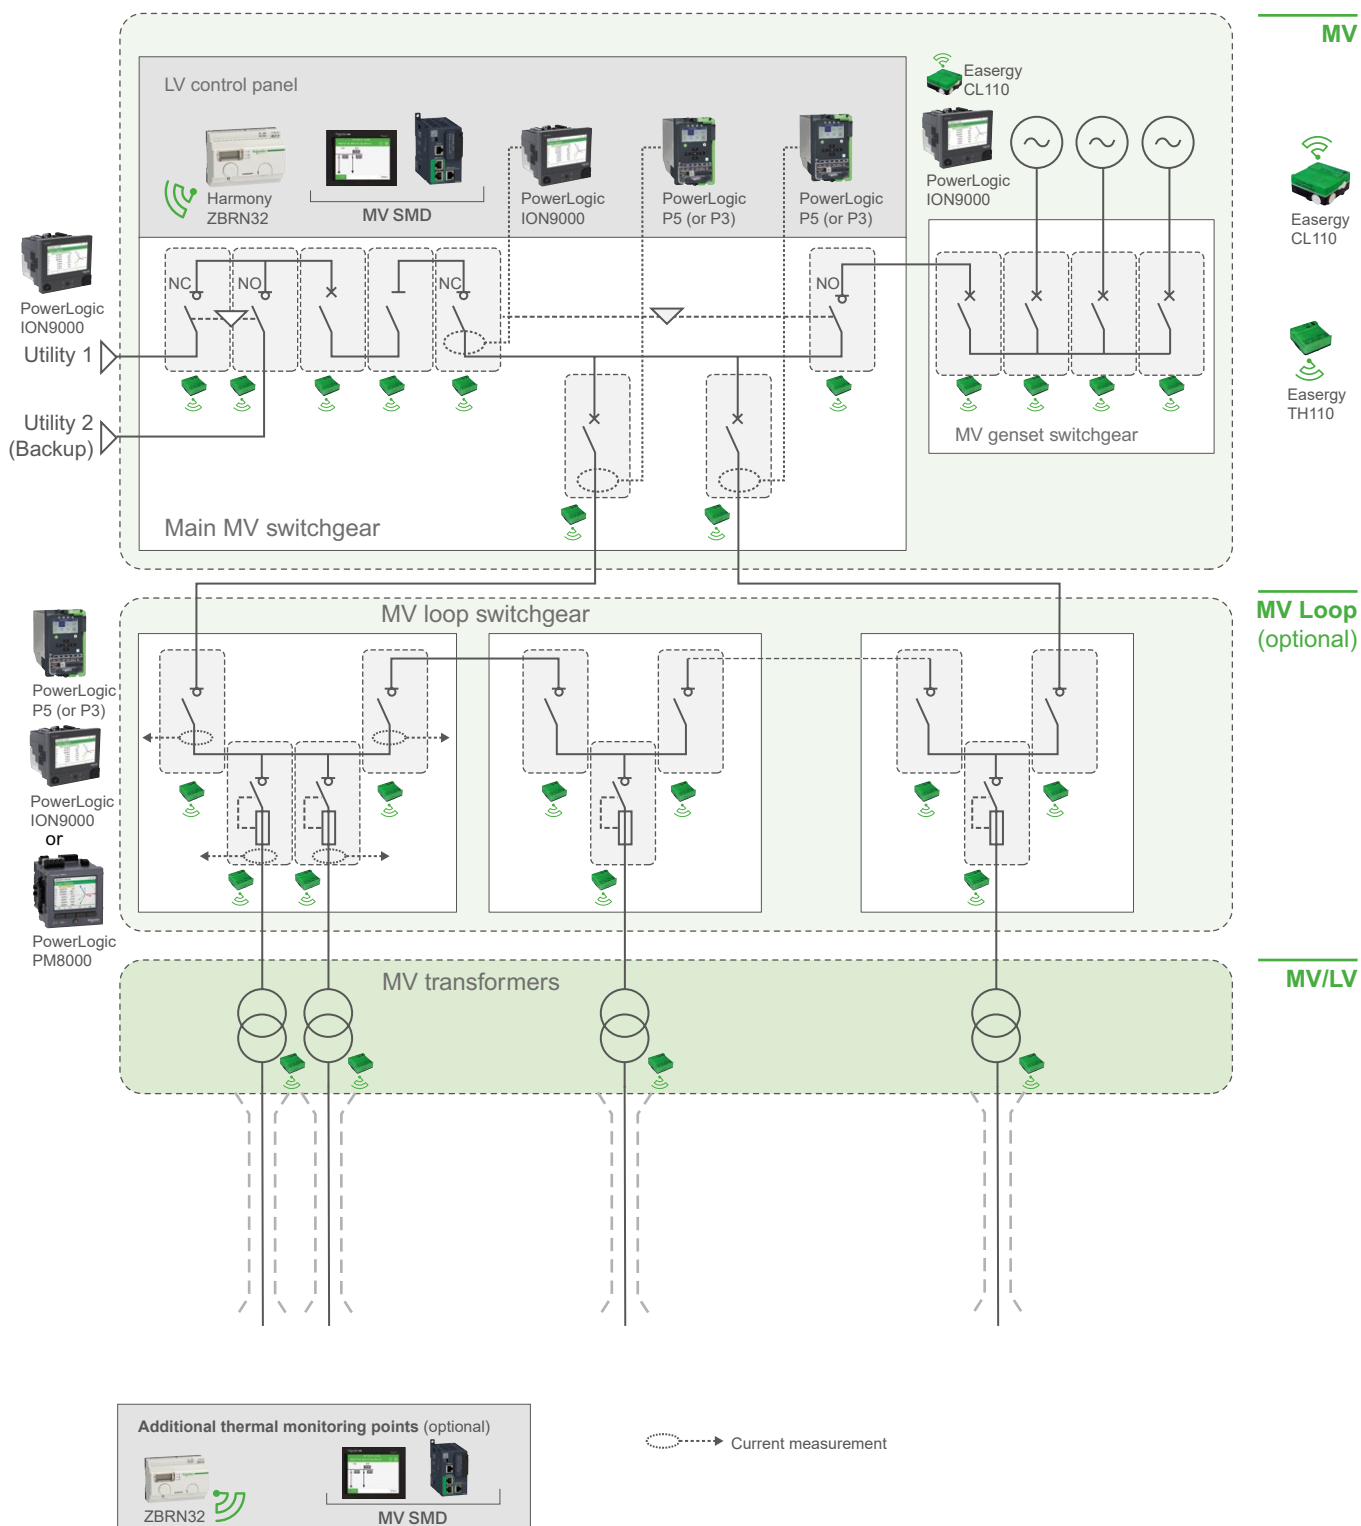 MV
LV control panel
Easergy
CL110
Harmony
ZBRN32
MV SMD
PowerLogic
ION9000
PowerLogic
P5 (or P3)
PowerLogic
P5 (or P3)
PowerLogic
ION9000
Easergy
CL110
PowerLogic
ION9000
NC
NO
NC
NO
Utility 1
Easergy
TH110
Utility 2
(Backup)
MV genset switchgear
Main MV switchgear
MV Loop
(optional)
MV loop switchgear
PowerLogic
P5 (or P3)
PowerLogic
ION9000
or
PowerLogic
PM8000
MV transformers
MV/LV
Additional thermal monitoring points (optional)
ZBRN32
MV SMD
Current measurement